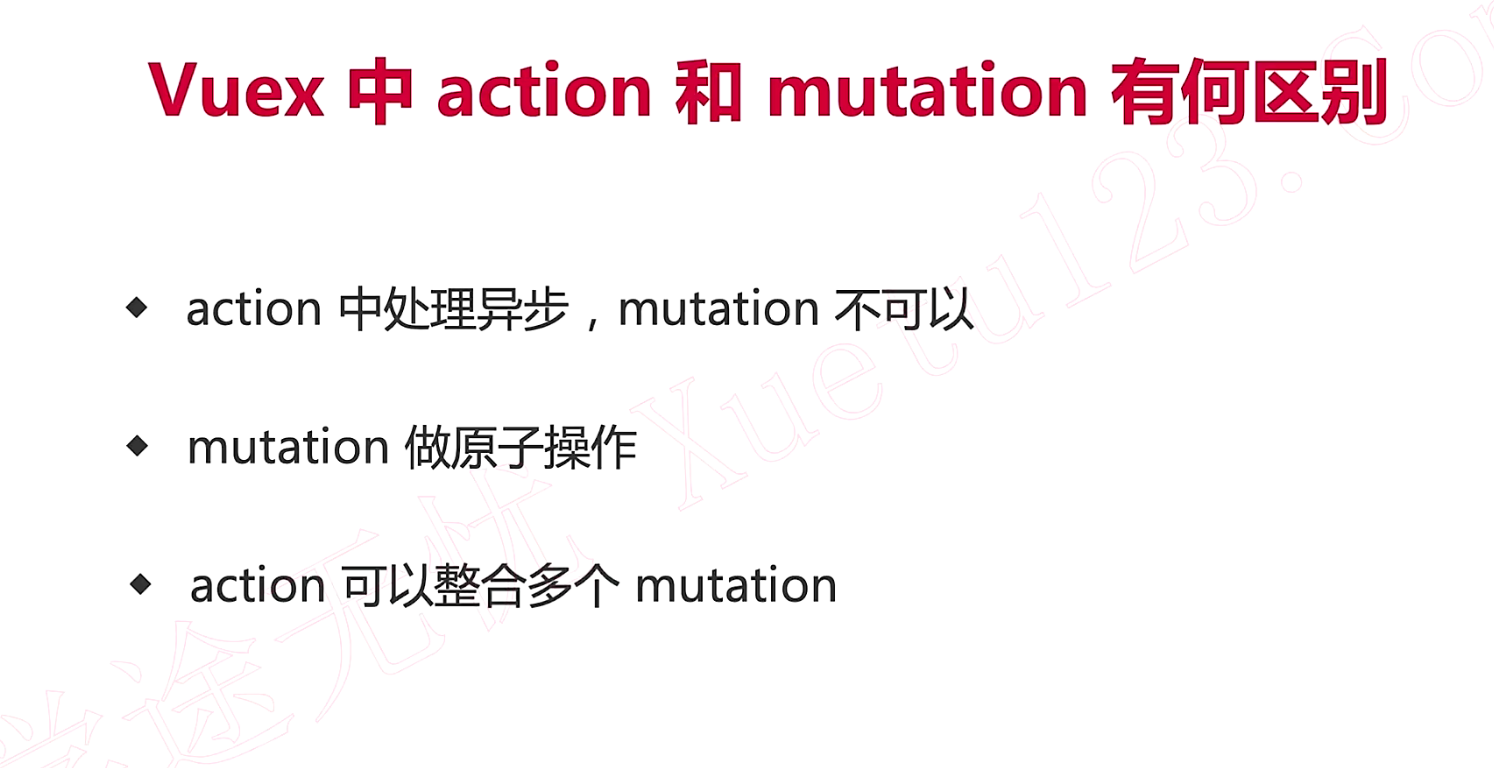 Vuex 中 action 和 mutation 有何区别
action 中处理异步，mutation 不可以
mutation 做原子操作
action 可以整合多个 mutation
学途无忧 Xuetu123.Com